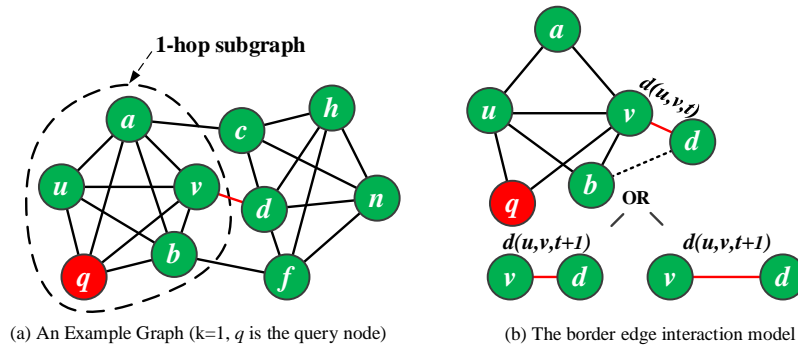 1-hop subgraph
a
c
h
u
v
d
n
b
q
f
(a) An Example Graph (k=1, q is the query node)
a
u
v
d(u,v,t)
d
b
q
OR
d(u,v,t+1)
d(u,v,t+1)
v
d
v
d
(b) The border edge interaction model